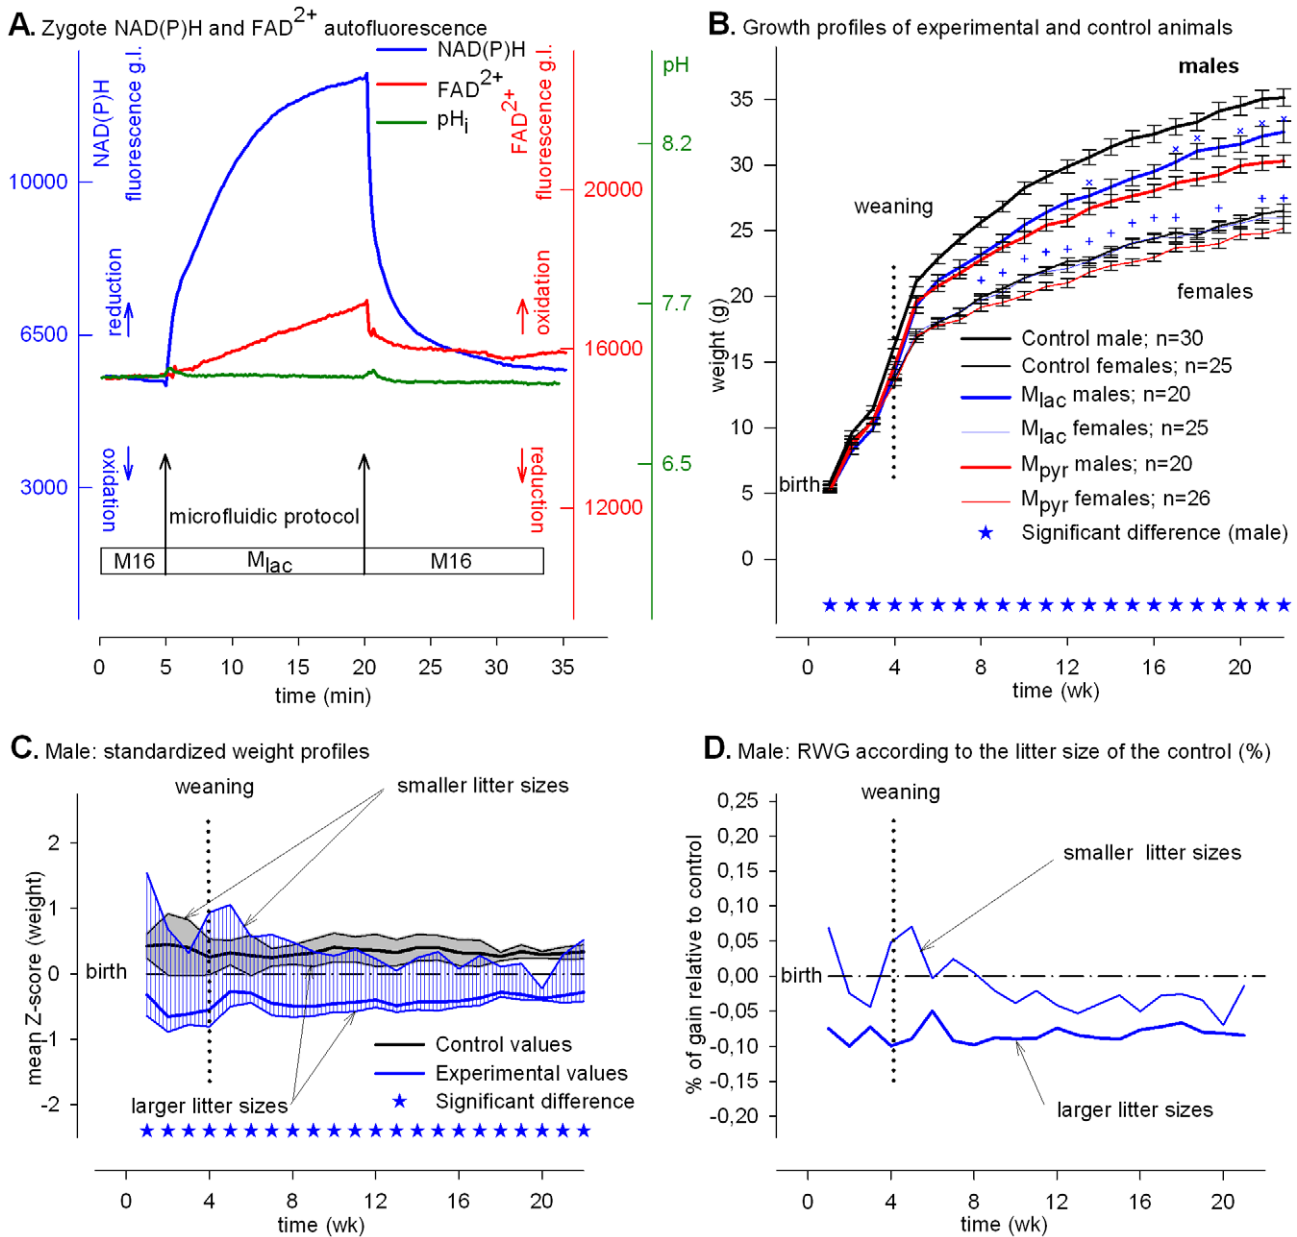 A. Zygote NAD(P)H and FAD2+ autofluorescence
NAD(P)H
fluorescence g.l.
NAD(P)H
FAD2+
pHi
FAD2+
fluorescence g.l.
pH
10000
6500
3000
reduction
oxidation
20000
16000
12000
oxidation
reduction
8.2
7.7
6.5
microfluidic protocol
M16
Mlac
M16
0 5 10 15 20 25 30 35
time (min)
B. Growth profiles of experimental and control animals
males
weaning
females
birth
weight (g)
35
30
25
20
15
10
5
0
Control male; n=30
Control females; n=25
Mlac males; n=20
Mlac females; n=25
Mpyr males; n=20
Mpyr females; n=26
Significant difference (male)
0 4 8 12 16 20
time (wk)
C. Male: standardized weight profiles
weaning
smaller litter sizes
mean Z-score (weight)
2
1
0
-1
-2
birth
Control values
Experimental values
Significant difference
larger litter sizes
0 4 8 12 16 20
time (wk)
D. Male: RWG according to the litter size of the control (%)
weaning
smaller litter sizes
% of gain relative to control
0,25
0,20
0,15
0,10
0,05
0,00
-0,05
-0,10
-0,15
-0,20
birth
larger litter sizes
0 4 8 12 16 20
time (wk)